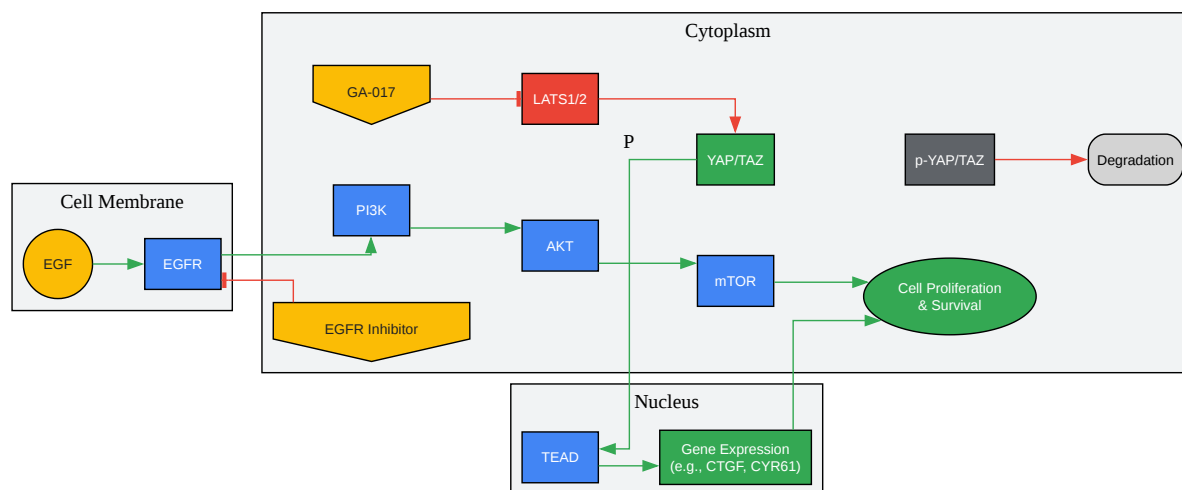 Cytoplasm
GA-017
LATS1/2
P
YAP/TAZ
p-YAP/TAZ
Degradation
Cell Membrane
EGF
EGFR
PI3K
AKT
mTOR
Cell Proliferation
& Survival
EGFR Inhibitor
Nucleus
TEAD
Gene Expression
(e.g., CTGF, CYR61)